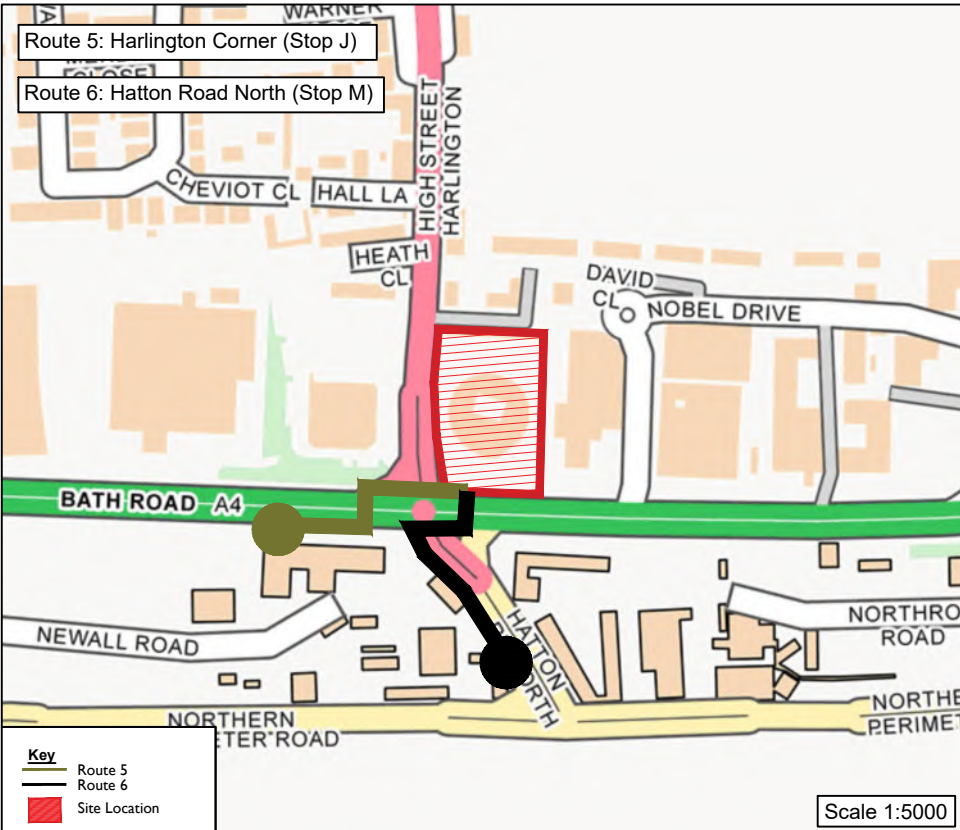 WARNER
Route 5: Harlington Corner (Stop J)
CLOSE
Route 6: Hatton Road North (Stop M)
HIGH STREET
HARLINGTON
CHEVIOT CL
HALL LA
HEATH
CL
DAVID
CL
NOBEL DRIVE
BATH ROAD A4
HATTON
NORTH
NEWALL ROAD
NORTHRO
ROAD
NORTHERN
ETER ROAD
NORTHE
PERIMET
Key
Route 5
Route 6
Site Location
Scale 1:5000